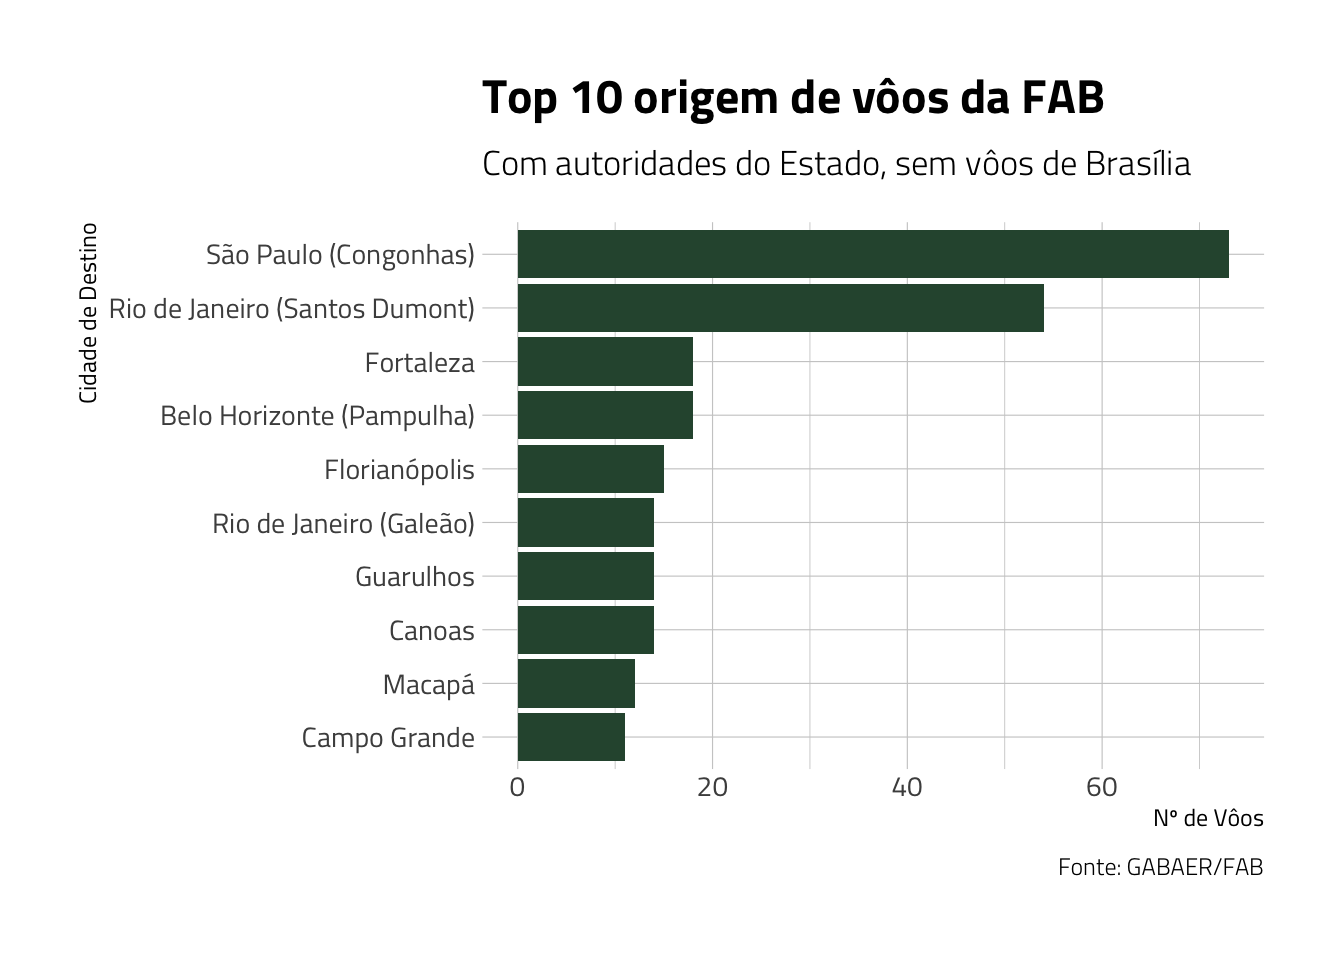 Top 10 origem de vôos da FAB
Com autoridades do Estado, sem vôos de Brasília
Cidade de Destino
São Paulo (Congonhas)
Rio de Janeiro (Santos Dumont)
Fortaleza
Belo Horizonte (Pampulha)
Florianópolis
Rio de Janeiro (Galeão)
Guarulhos
Canoas
Macapá
Campo Grande
0 20 40 60
Nº de Vôos
Fonte: GABAER/FAB